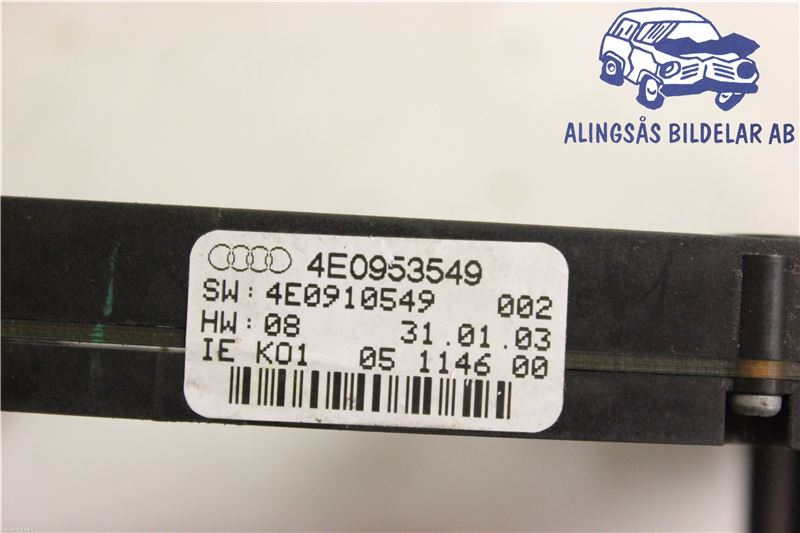 ALINGSÅS BILDELAR AB
4E0953549
SW: 4E0910549 002
HW: 08 31.01.03
IE K01 05 1146 00